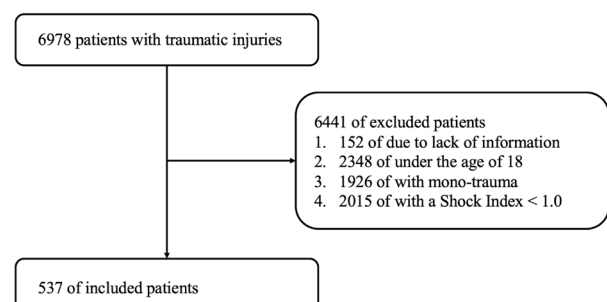 6978 patients with traumatic injuries
6441 of excluded patients
1. 152 of due to lack of information
2. 2348 of under the age of 18
3. 1926 of with mono-trauma
4. 2015 of with a Shock Index < 1.0
537 of included patients